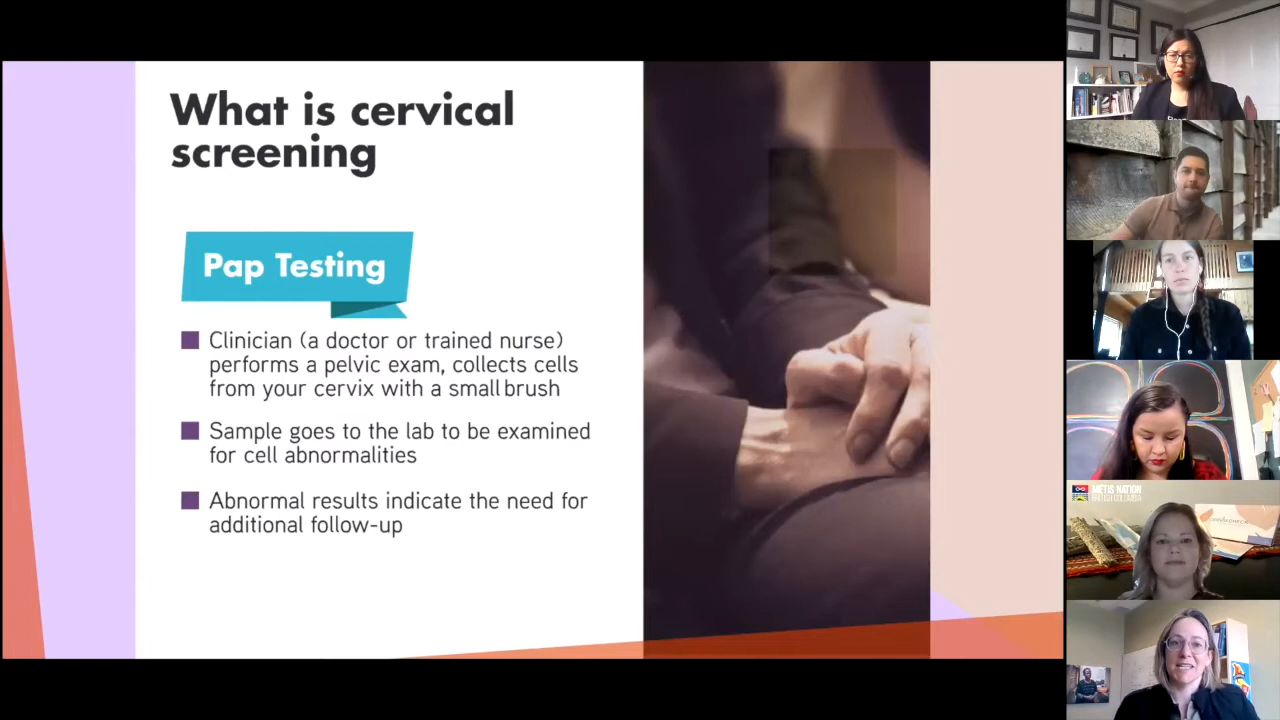 What is cervical
screening
Pap Testing
Clinician (a doctor or trained nurse)
performs a pelvic exam, collects cells
from your cervix with a small brush
Sample goes to the lab to be examined
for cell abnormalities
Abnormal results indicate the need for
additional follow-up
MÉTIS NATION
BRITISH COLUMBIA